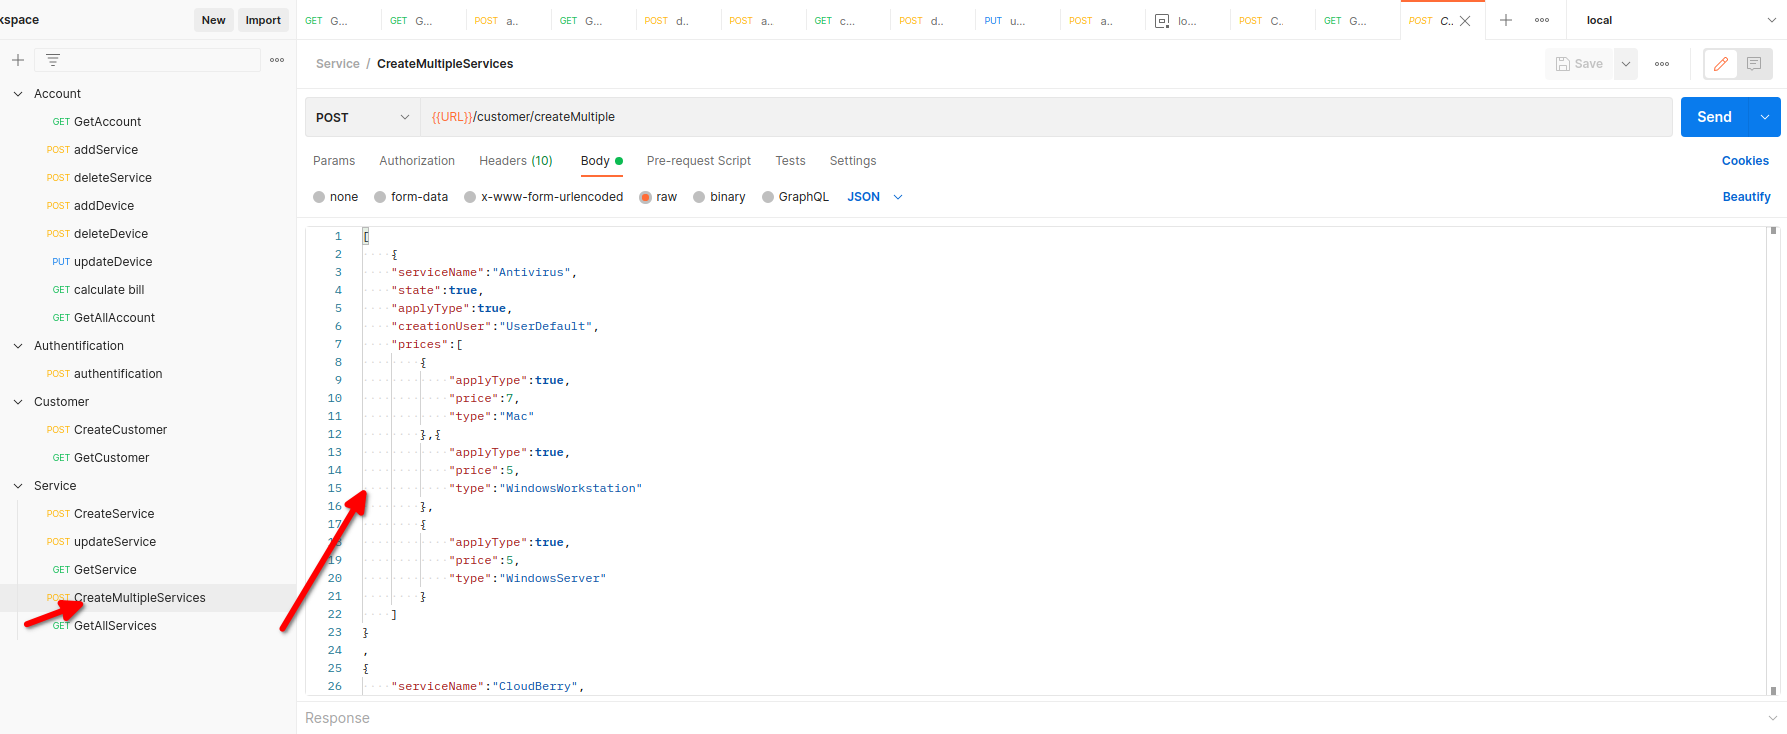 kspace
New
Import
GET G...
GET G...
POST a..
GET G...
POST d..
POST a..
GET c...
POST d..
PUT u...
POST a..
lo...
POST C..
GET G...
POST C..
local
Service / CreateMultipleServices
Save
Account
GET GetAccount
POST addService
POST deleteService
POST addDevice
POST deleteDevice
PUT updateDevice
GET calculate bill
GET GetAllAccount
Authentification
POST authentification
Customer
POST CreateCustomer
GET GetCustomer
Service
POST CreateService
POST updateService
GET GetService
POST CreateMultipleServices
GET GetAllServices
POST
{{URL}}/customer/createMultiple
Send
Params Authorization Headers (10) Body Pre-request Script Tests Settings
Cookies
none form-data x-www-form-urlencoded raw binary GraphQL JSON
Beautify
1 [
2 {
3 "serviceName":"Antivirus",
4 "state":true,
5 "applyType":true,
6 "creationUser":"UserDefault",
7 "prices":[
8 {
9 "applyType":true,
10 "price":7,
11 "type":"Mac"
12 },{
13 "applyType":true,
14 "price":5,
15 "type":"WindowsWorkstation"
16 },
17 {
18 "applyType":true,
19 "price":5,
20 "type":"WindowsServer"
21 }
22 ]
23 }
24 ,
25 {
26 "serviceName":"CloudBerry",
Response